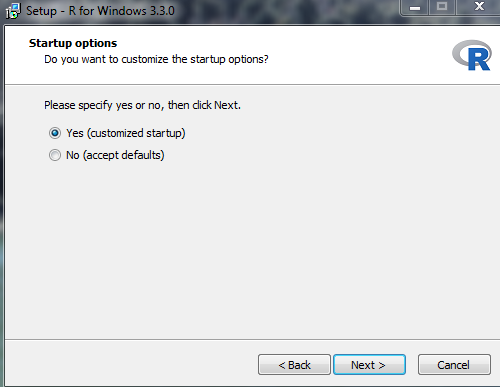 Setup - R for Windows 3.3.0
Startup options
Do you want to customize the startup options?
R
Please specify yes or no, then click Next.
Yes (customized startup)
No (accept defaults)
< Back Next > Cancel